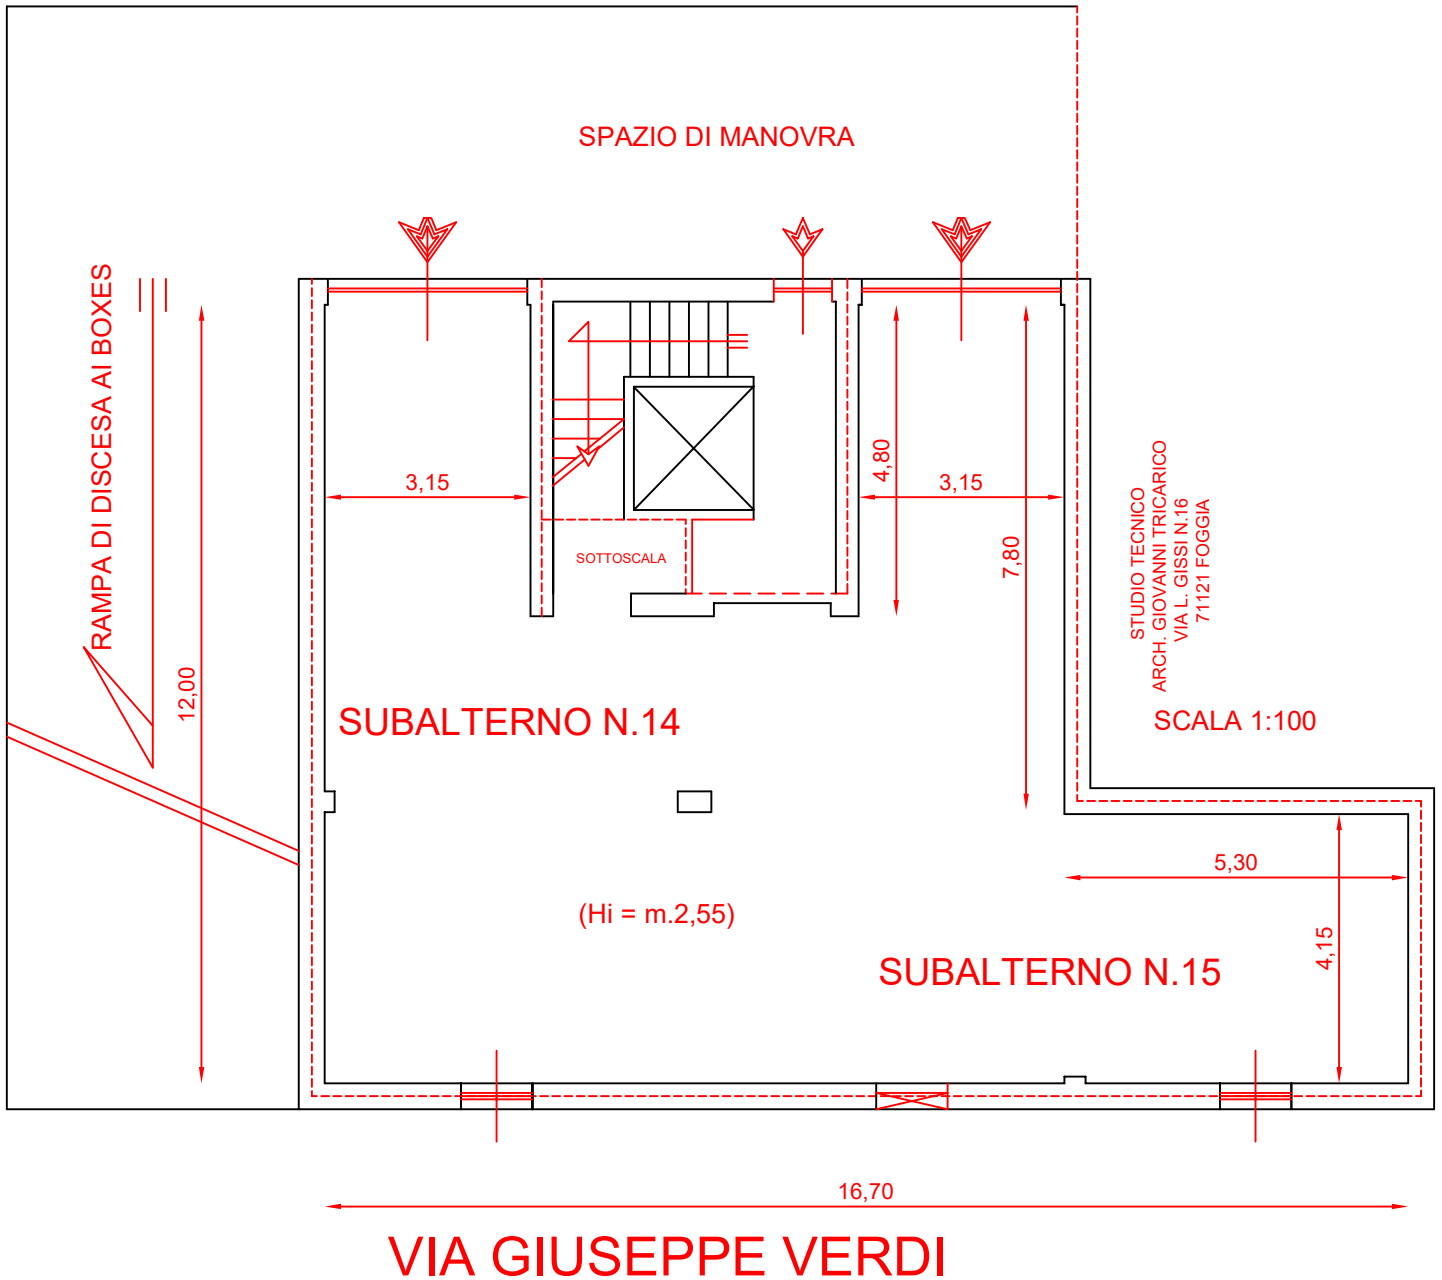 SPAZIO DI MANOVRA
RAMPA DI DISCESA AI BOXES
12,00
3,15
4,80
3,15
7,80
SOTTOSCALA
STUDIO TECNICO
ARCH. GIOVANNI TRICARICO
VIA L. GISSI N.16
71121 FOGGIA
SUBALTERNO N.14
SCALA 1:100
5,30
4,15
(Hi = m.2,55)
SUBALTERNO N.15
16,70
VIA GIUSEPPE VERDI